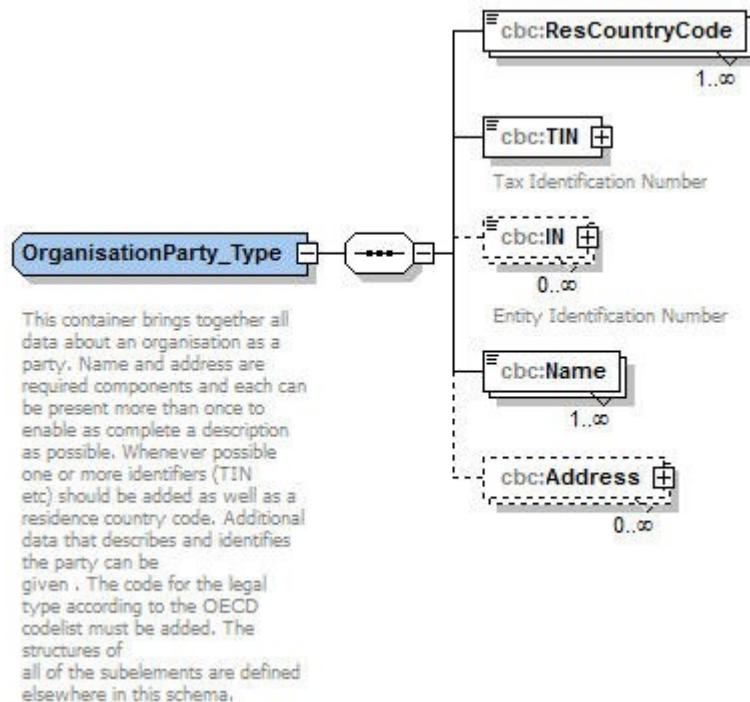 cbc:ResCountryCode
1..∞
cbc:TIN
Tax Identification Number
OrganisationParty_Type
cbc:IN
0..∞
Entity Identification Number
This container brings together all
data about an organisation as a
party. Name and address are
required components and each can
be present more than once to
enable as complete a description
as possible. Whenever possible
one or more identifiers (TIN
etc) should be added as well as a
residence country code. Additional
data that describes and identifies
the party can be
given . The code for the legal
type according to the OECD
codelist must be added. The
structures of
all of the subelements are defined
elsewhere in this schema.
cbc:Name
1..∞
cbc:Address
0..∞